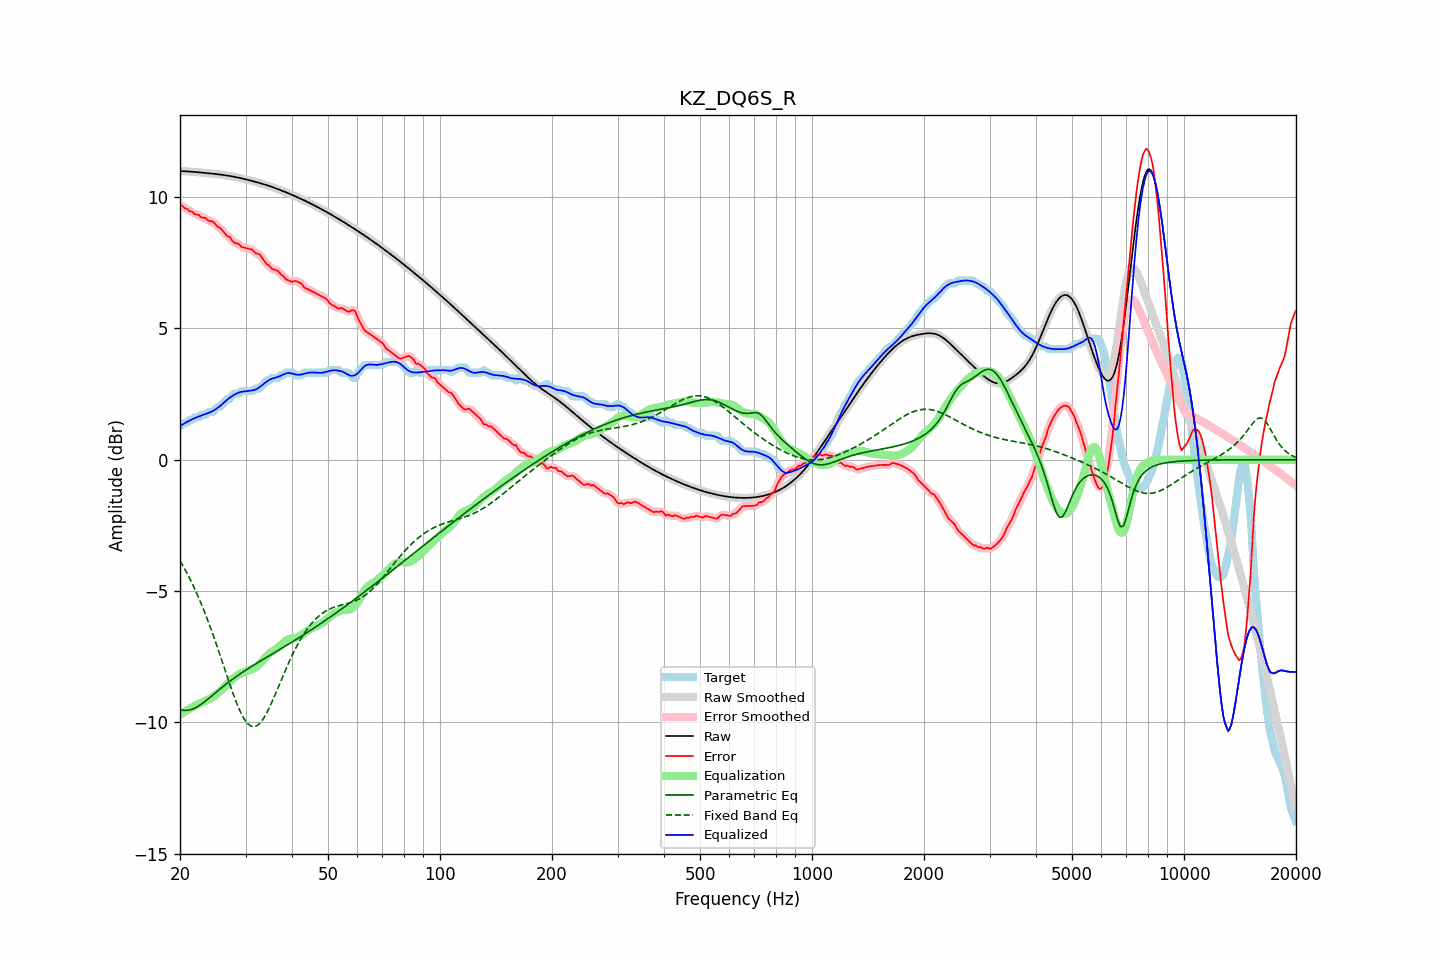 KZ_DQ6S_R
Amplitude (dBr)
10
5
0
−5
−10
−15
Target
Raw Smoothed
Error Smoothed
Raw
Error
Equalization
Parametric Eq
Fixed Band Eq
Equalized
20 50 100 200 500 1000 2000 5000 10000 20000
Frequency (Hz)